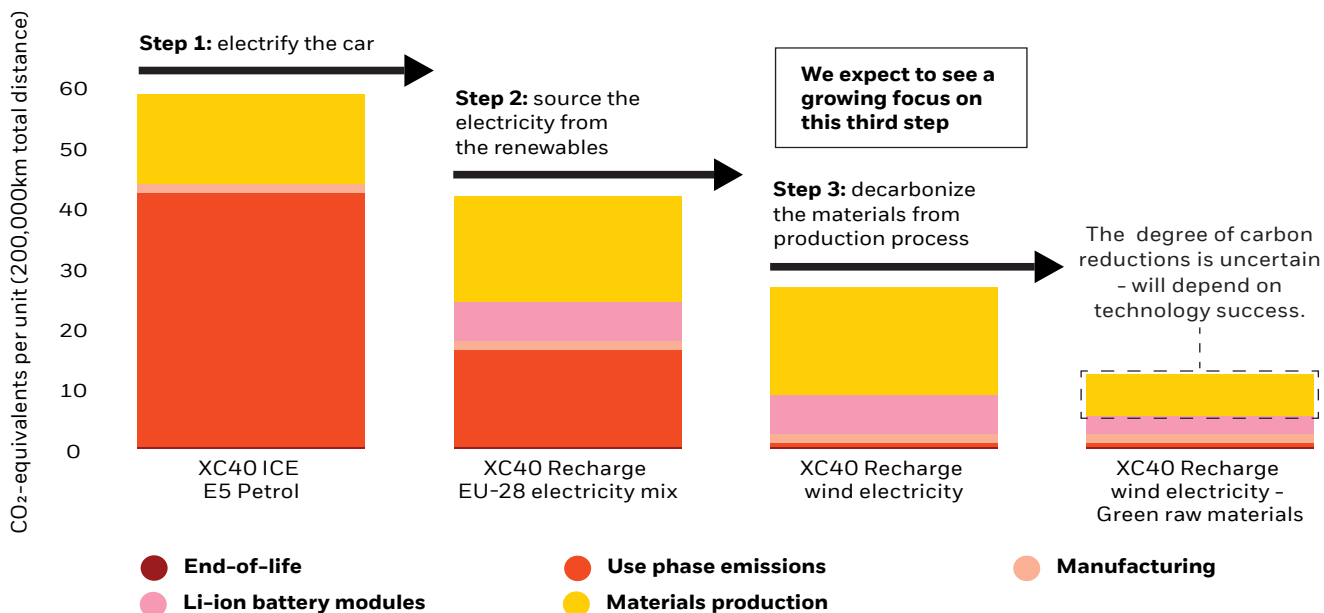 CO₂-equivalents per unit (200,000km total distance)
60
50
40
30
20
10
0
Step 1: electrify the car
Step 2: source the
electricity from
the renewables
We expect to see a
growing focus on
this third step
Step 3: decarbonize
the materials from
production process
The degree of carbon
reductions is uncertain
- will depend on
technology success.
XC40 ICE
E5 Petrol
XC40 Recharge
EU-28 electricity mix
XC40 Recharge
wind electricity
XC40 Recharge
wind electricity -
Green raw materials
End-of-life
Use phase emissions
Manufacturing
Li-ion battery modules
Materials production